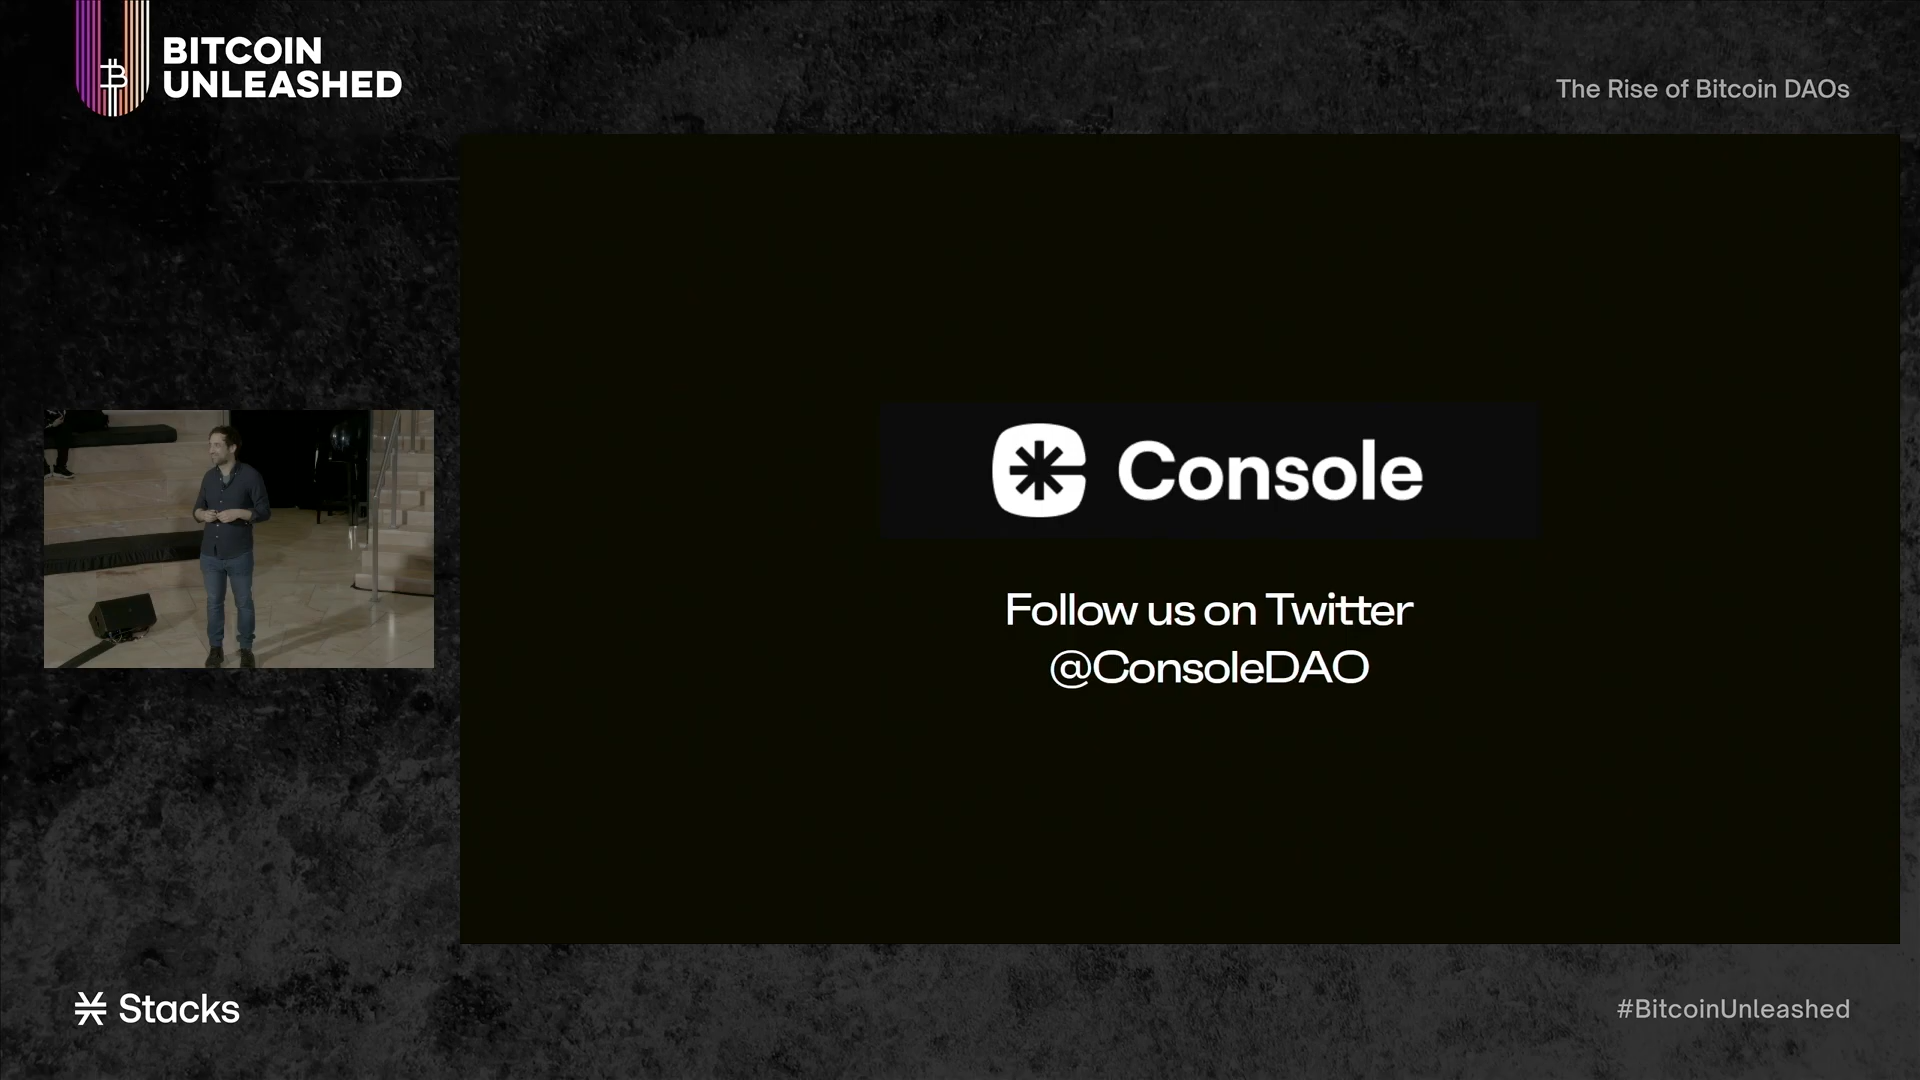 BITCOIN
UNLEASHED
The Rise of Bitcoin DAOs
Console
Follow us on Twitter
@ConsoleDAO
Stacks
#BitcoinUnleashed